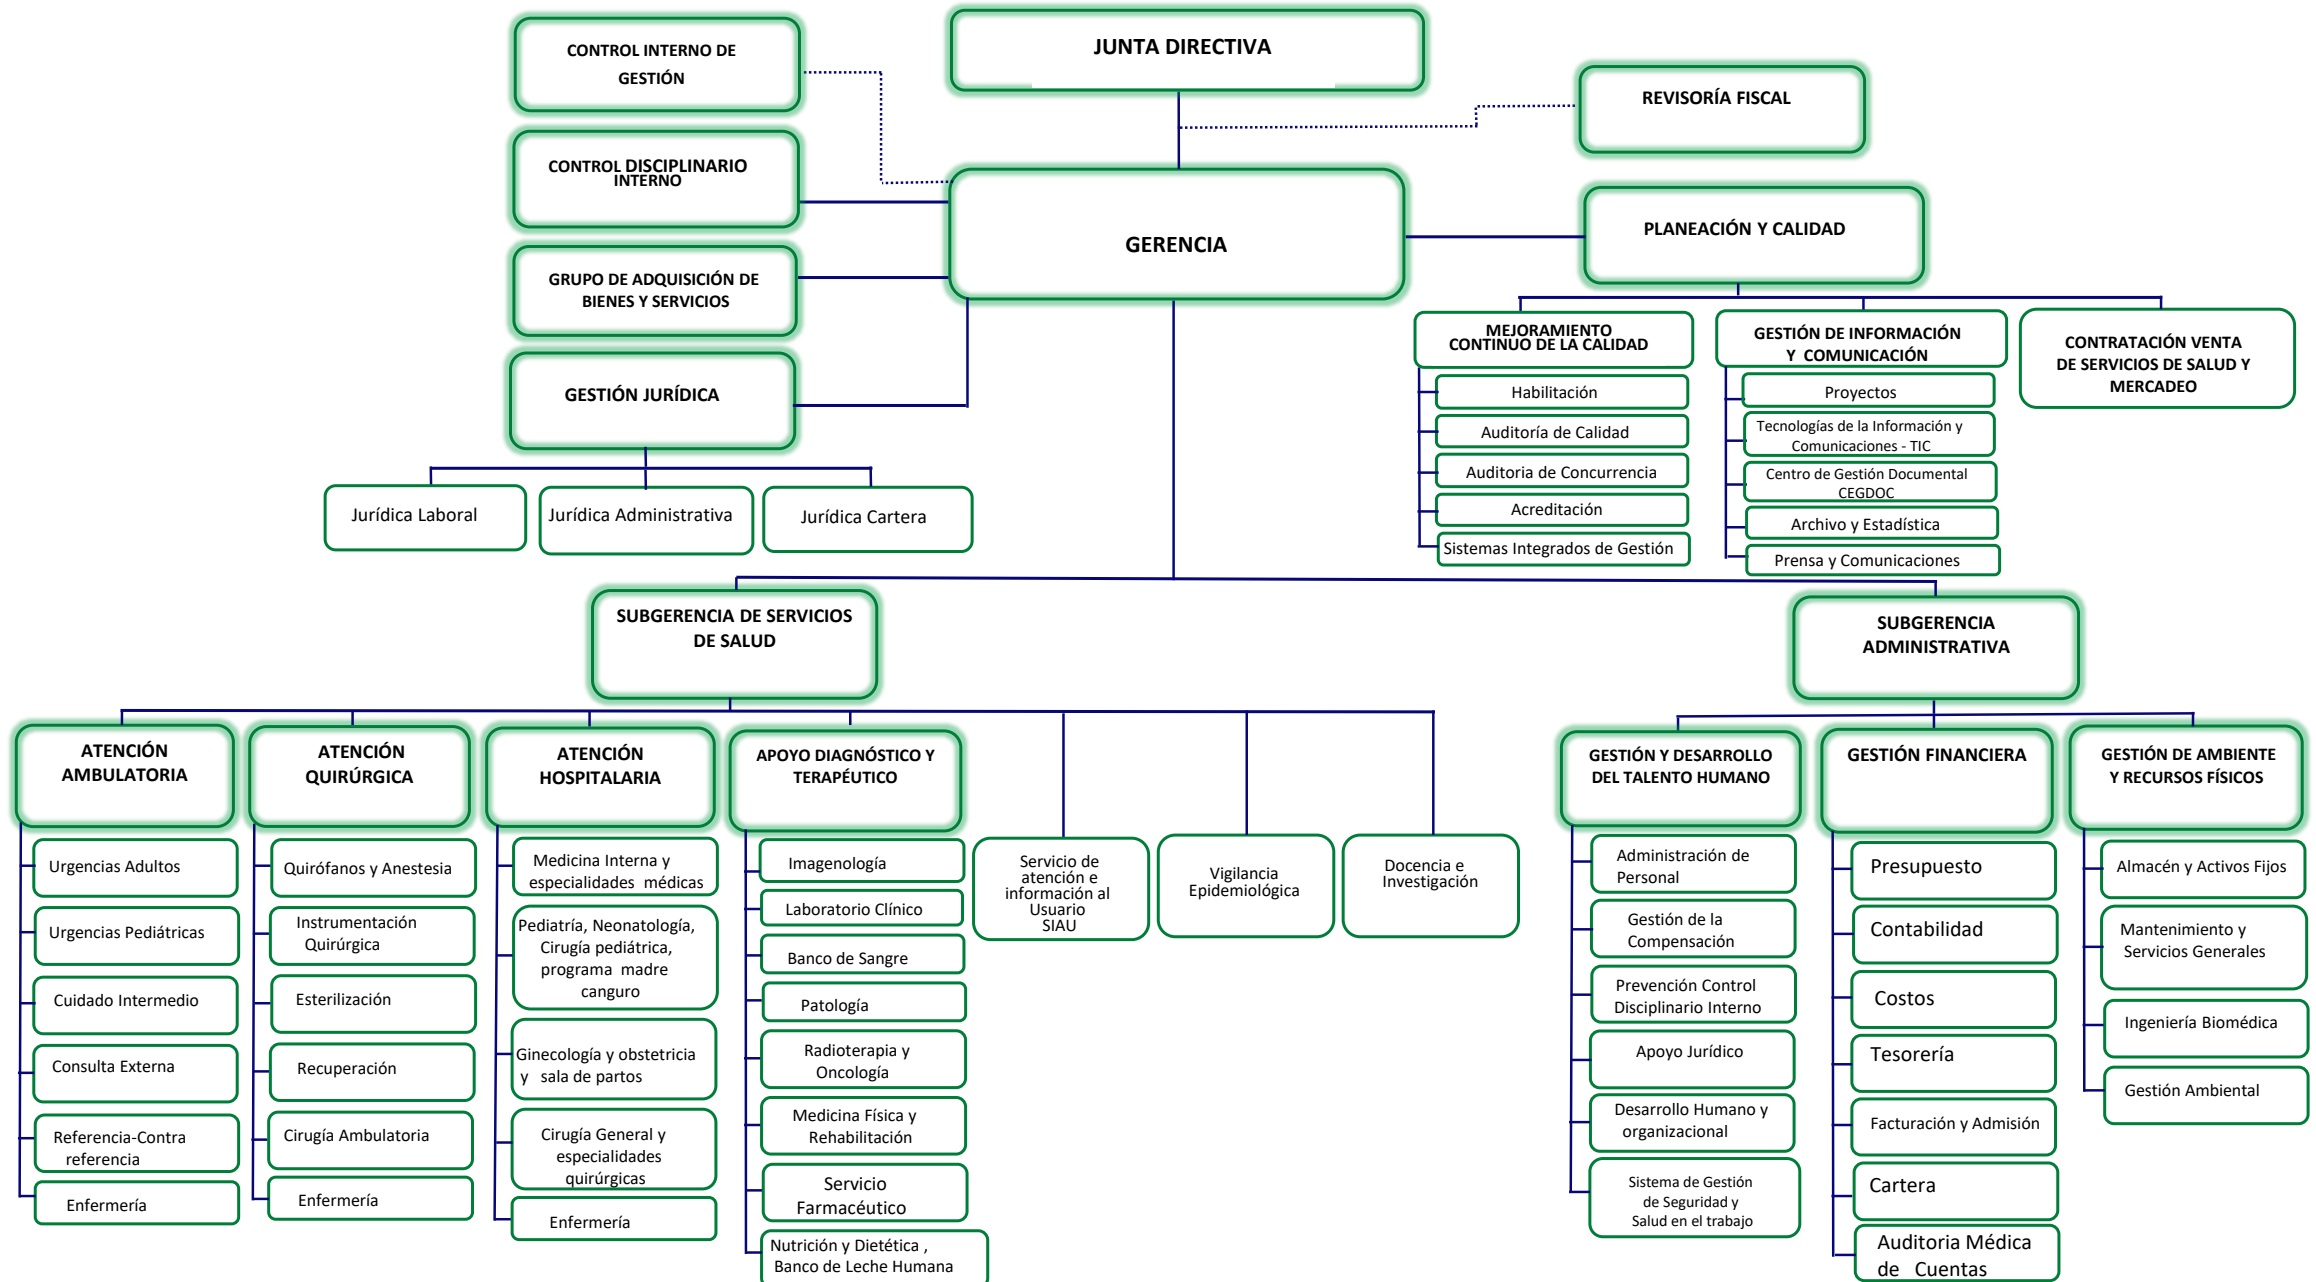 CONTROL INTERNO DE
GESTIÓN
JUNTA DIRECTIVA
REVISORÍA FISCAL
CONTROL DISCIPLINARIO
INTERNO
GERENCIA
PLANEACIÓN Y CALIDAD
GRUPO DE ADQUISICIÓN DE
BIENES Y SERVICIOS
GESTIÓN JURÍDICA
Jurídica Laboral
Jurídica Administrativa
Jurídica Cartera
MEJORAMIENTO
CONTINUO DE LA CALIDAD
Habilitación
Auditoría de Calidad
Auditoria de Concurrencia
Acreditación
Sistemas Integrados de Gestión
GESTIÓN DE INFORMACIÓN
Y COMUNICACIÓN
Proyectos
Tecnologías de la Información y
Comunicaciones - TIC
Centro de Gestión Documental
CEGDOC
Archivo y Estadística
Prensa y Comunicaciones
CONTRATACIÓN VENTA
DE SERVICIOS DE SALUD Y
MERCADEO
SUBGERENCIA DE SERVICIOS
DE SALUD
SUBGERENCIA
ADMINISTRATIVA
ATENCIÓN
AMBULATORIA
Urgencias Adultos
Urgencias Pediátricas
Cuidado Intermedio
Consulta Externa
Referencia-Contra
referencia
Enfermería
ATENCIÓN
QUIRÚRGICA
Quirófanos y Anestesia
Instrumentación
Quirúrgica
Esterilización
Recuperación
Cirugía Ambulatoria
Enfermería
ATENCIÓN
HOSPITALARIA
Medicina Interna y
especialidades médicas
Pediatría, Neonatología,
Cirugía pediátrica,
programa madre
canguro
Ginecología y obstetricia
y sala de partos
Cirugía General y
especialidades
quirúrgicas
Enfermería
APOYO DIAGNÓSTICO Y
TERAPÉUTICO
Imagenología
Laboratorio Clínico
Banco de Sangre
Patología
Radioterapia y
Oncología
Medicina Física y
Rehabilitación
Servicio
Farmacéutico
Nutrición y Dietética ,
Banco de Leche Humana
Servicio de
atención e
información al
Usuario
SIAU
Vigilancia
Epidemiológica
Docencia e
Investigación
GESTIÓN Y DESARROLLO
DEL TALENTO HUMANO
Administración de
Personal
Gestión de la
Compensación
Prevención Control
Disciplinario Interno
Apoyo Jurídico
Desarrollo Humano y
organizacional
Sistema de Gestión
de Seguridad y
Salud en el trabajo
GESTIÓN FINANCIERA
Presupuesto
Contabilidad
Costos
Tesorería
Facturación y Admisión
Cartera
Auditoria Médica
de Cuentas
GESTIÓN DE AMBIENTE
Y RECURSOS FÍSICOS
Almacén y Activos Fijos
Mantenimiento y
Servicios Generales
Ingeniería Biomédica
Gestión Ambiental